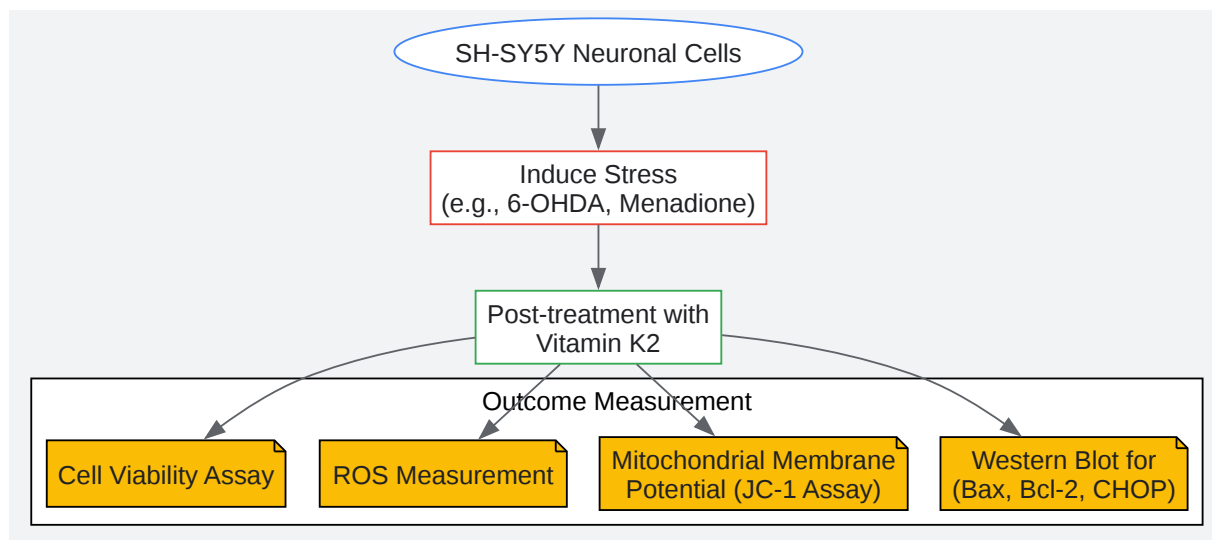 SH-SY5Y Neuronal Cells
Induce Stress
(e.g., 6-OHDA, Menadione)
Post-treatment with
Vitamin K2
Outcome Measurement
Cell Viability Assay
ROS Measurement
Mitochondrial Membrane
Potential (JC-1 Assay)
Western Blot for
(Bax, Bcl-2, CHOP)